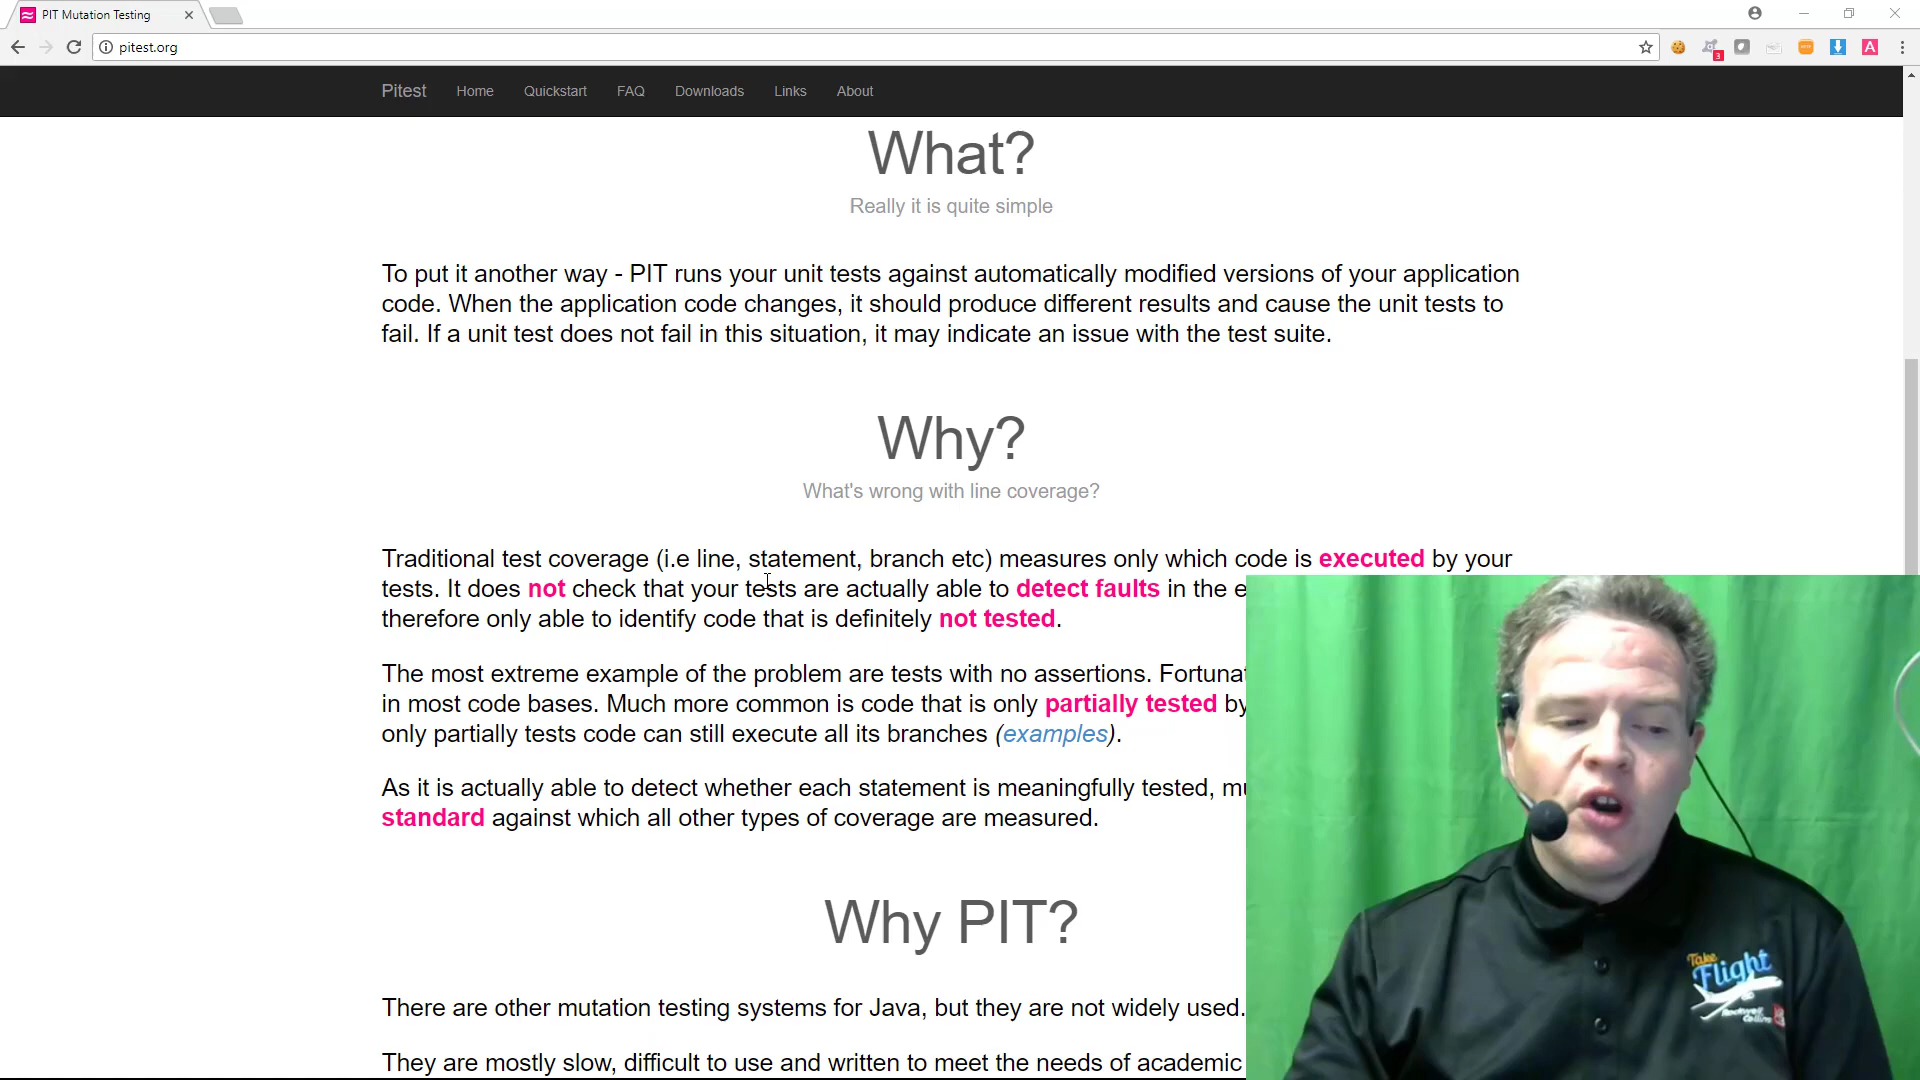 PIT Mutation Testing
pitest.org
3
A
Pitest Home Quickstart FAQ Downloads Links About
What?
Really it is quite simple
To put it another way - PIT runs your unit tests against automatically modified versions of your application
code. When the application code changes, it should produce different results and cause the unit tests to
fail. If a unit test does not fail in this situation, it may indicate an issue with the test suite.
Why?
What's wrong with line coverage?
Traditional test coverage (i.e line, statement, branch etc) measures only which code is executed by your
tests. It does not check that your tests are actually able to detect faults in the e
therefore only able to identify code that is definitely not tested.
The most extreme example of the problem are tests with no assertions. Fortunat
in most code bases. Much more common is code that is only partially tested by
only partially tests code can still execute all its branches (examples).
As it is actually able to detect whether each statement is meaningfully tested, mu
standard against which all other types of coverage are measured.
Why PIT?
There are other mutation testing systems for Java, but they are not widely used.
They are mostly slow, difficult to use and written to meet the needs of academic
Take
Flight
Rockwell
Collins